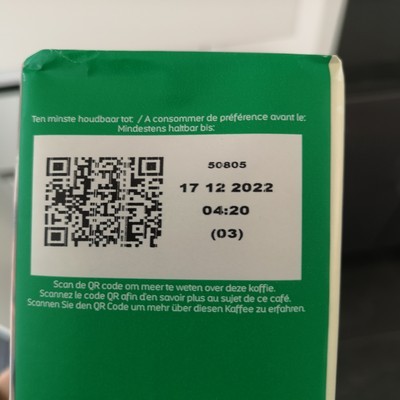 Ten minste houdbaar tot: / A consommer de préférence avant le:
Mindestens haltbar bis:
50805
17 12 2022
04:20
(03)
Scan de QR code om meer te weten over deze koffie.
Scannez le code QR afin d'en savoir plus au sujet de ce café.
Scannen Sie den QR Code um mehr über diesen Kaffee zu erfahren.